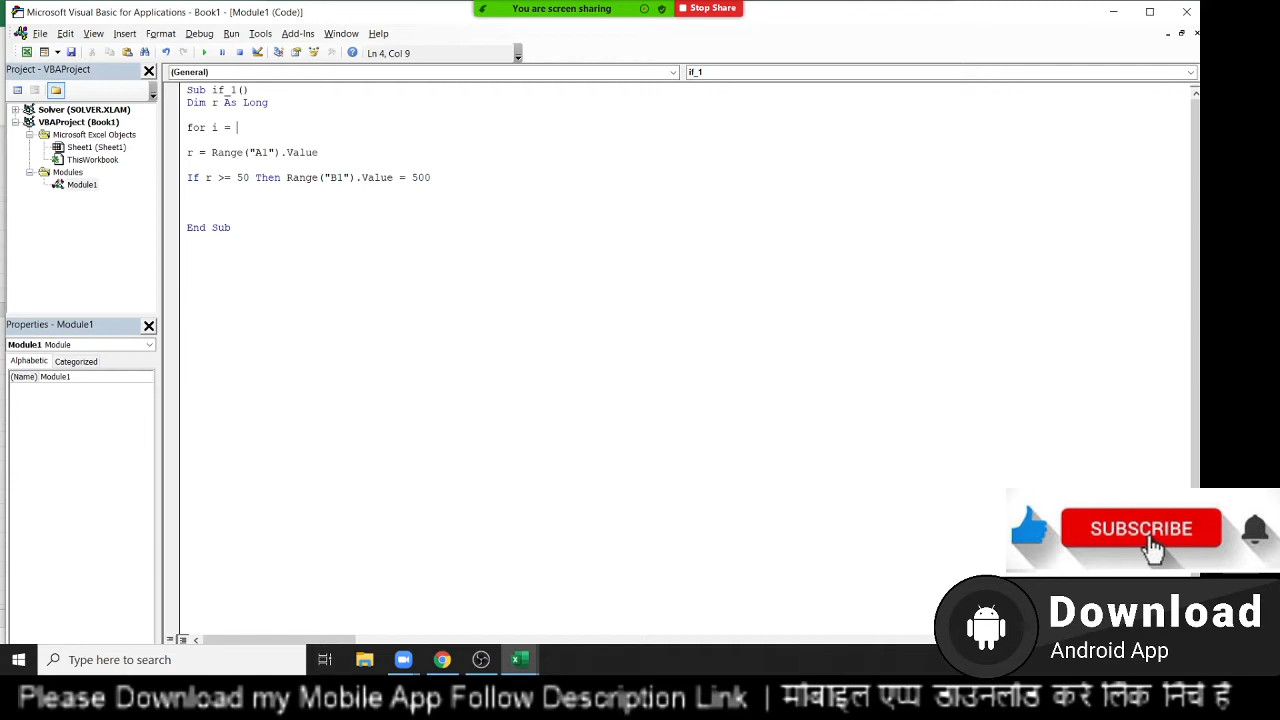 Microsoft Visual Basic for Applications - Book1 - [Module1 (Code)]
You are screen sharing
Stop Share
File Edit View Insert Format Debug Run Tools Add-Ins Window Help
Ln 4, Col 9
Project - VBAProject
(General)
if_1
Solver (SOLVER.XLAM)
VBAProject (Book1)
Microsoft Excel Objects
Sheet1 (Sheet1)
ThisWorkbook
Modules
Module1
Sub if_1()
Dim r As Long
for i =
r = Range("A1").Value
If r >= 50 Then Range("B1").Value = 500
End Sub
Properties - Module1
Module1 Module
Alphabetic Categorized
(Name) Module1
SUBSCRIBE
Download
Android App
Type here to search
Please Download my Mobile App Follow Description Link | मोबाइल एप्प डाउनलोड करे लिंक निचे है